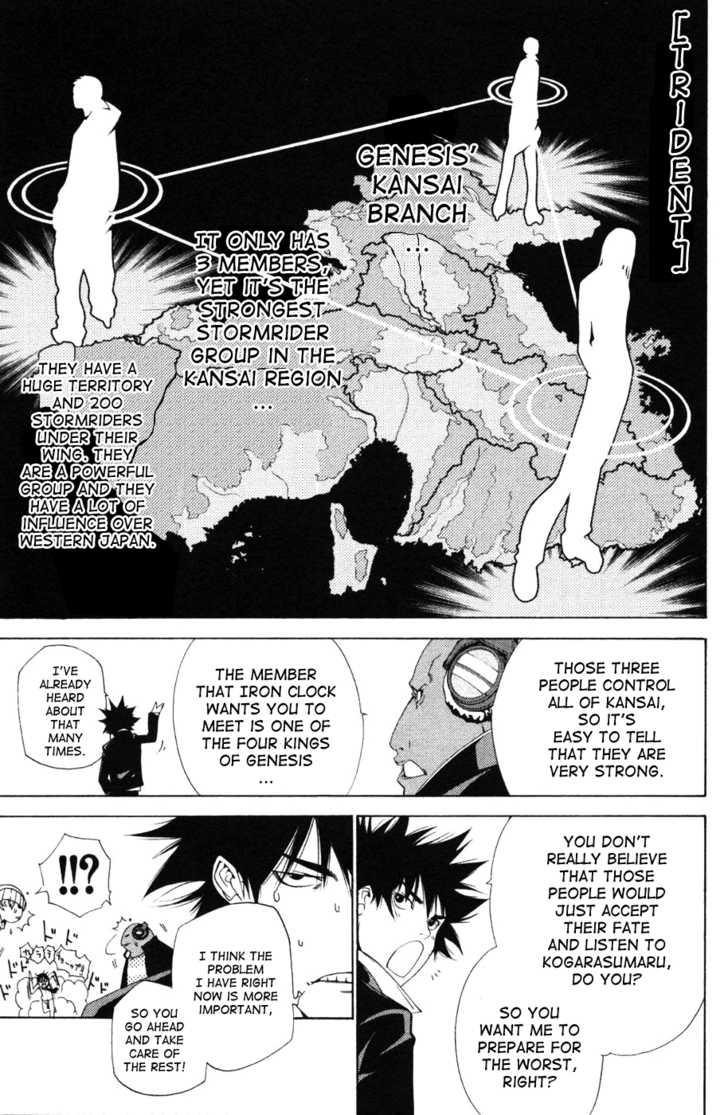 [TRIDENT]
GENESIS'
KANSAI
BRANCH
...
IT ONLY HAS
3 MEMBERS,
YET IT'S THE
STRONGEST
STORMRIDER
GROUP IN THE
KANSAI REGION
...
THEY HAVE A
HUGE TERRITORY
AND 200
STORMRIDERS
UNDER THEIR
WING. THEY
ARE A POWERFUL
GROUP AND THEY
HAVE A LOT OF
INFLUENCE OVER
WESTERN JAPAN.
THOSE THREE
PEOPLE CONTROL
ALL OF KANSAI,
SO IT'S
EASY TO TELL
THAT THEY ARE
VERY STRONG.
THE MEMBER
THAT IRON CLOCK
WANTS YOU TO
MEET IS ONE OF
THE FOUR KINGS
OF GENESIS
...
I'VE
ALREADY
HEARD
ABOUT
THAT
MANY
TIMES.
YOU DON'T
REALLY BELIEVE
THAT THOSE
PEOPLE WOULD
JUST ACCEPT
THEIR FATE
AND LISTEN TO
KOGARASUMARU,
DO YOU?
SO YOU
WANT ME TO
PREPARE FOR
THE WORST,
RIGHT?
I THINK THE
PROBLEM
I HAVE RIGHT
NOW IS MORE
IMPORTANT,
SO YOU
GO AHEAD
AND TAKE
CARE OF
THE REST!
!!?